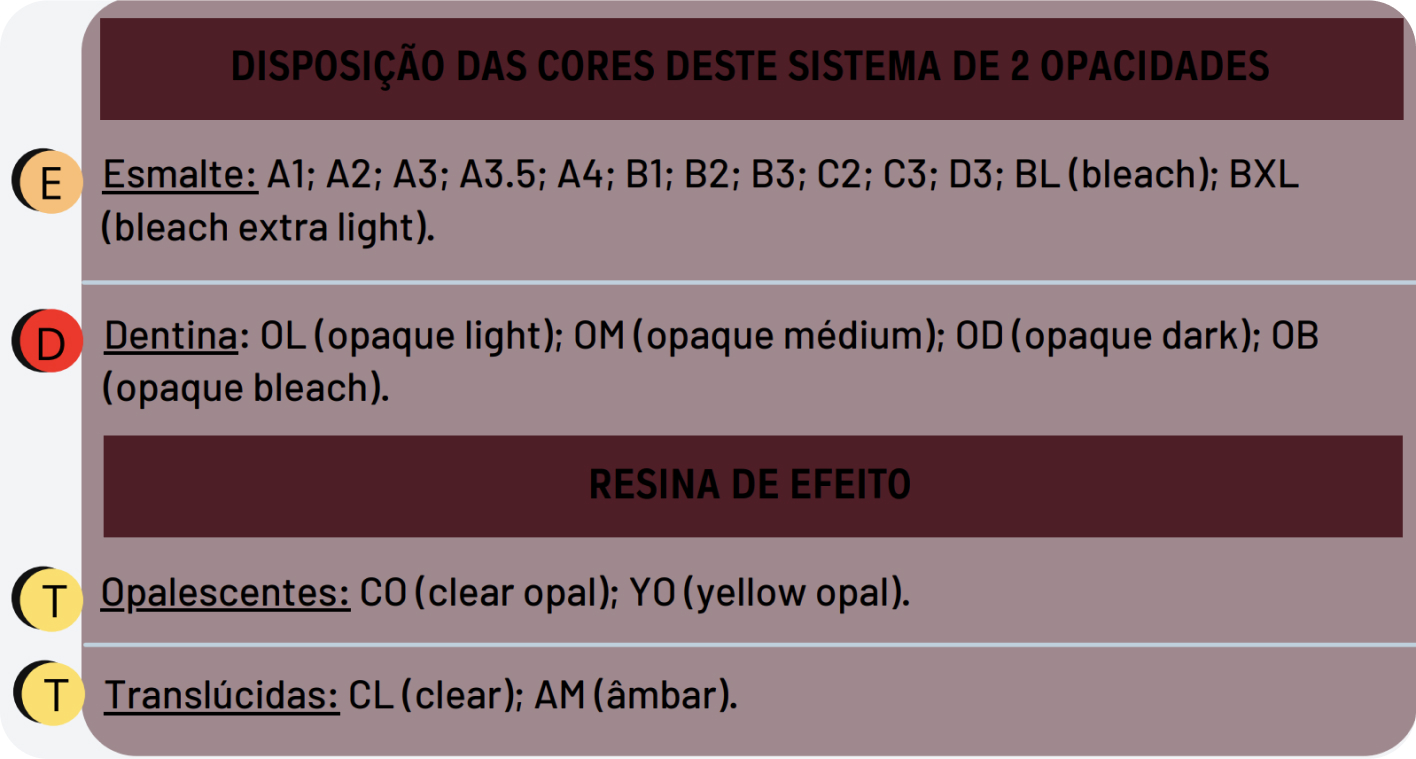 DISPOSIÇÃO DAS CORES DESTE SISTEMA DE 2 OPACIDADES
E
Esmalte: A1; A2; A3; A3.5; A4; B1; B2; B3; C2; C3; D3; BL (bleach); BXL
(bleach extra light).
D
Dentina: OL (opaque light); OM (opaque médium); OD (opaque dark); OB
(opaque bleach).
RESINA DE EFEITO
T
Opalescentes: CO (clear opal); YO (yellow opal).
T
Translúcidas: CL (clear); AM (âmbar).